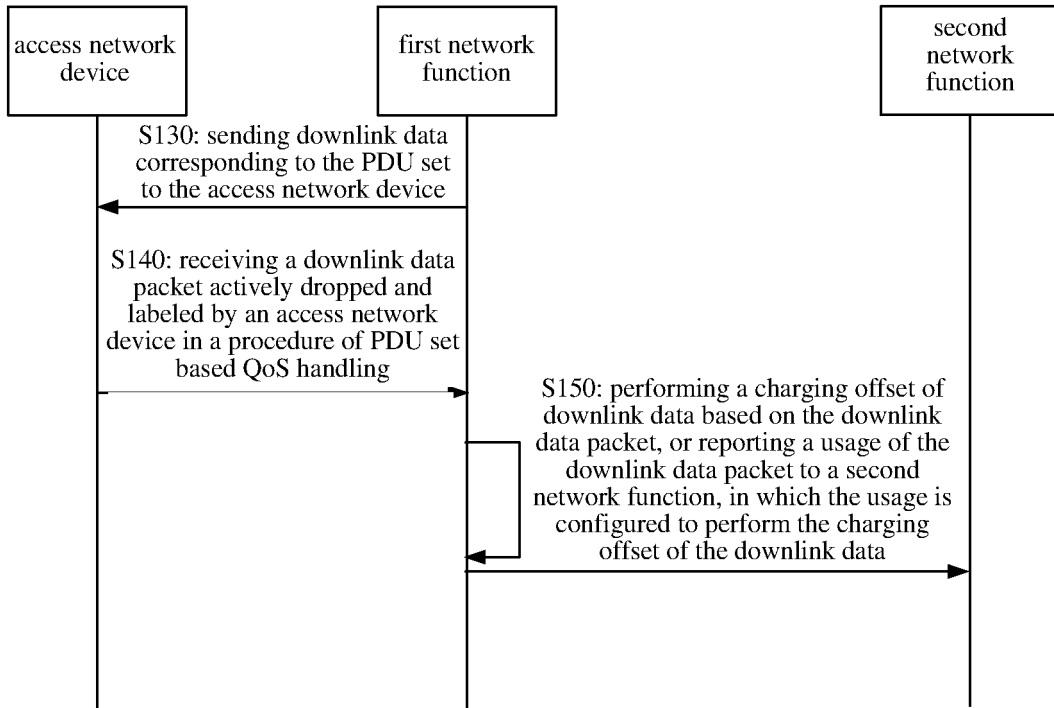 access network
device
first network
function
second
network
function
S130: sending downlink data
corresponding to the PDU set
to the access network device
S140: receiving a downlink data
packet actively dropped and
labeled by an access network
device in a procedure of PDU set
based QoS handling
S150: performing a charging offset of
downlink data based on the downlink
data packet, or reporting a usage of the
downlink data packet to a second
network function, in which the usage is
configured to perform the charging
offset of the downlink data